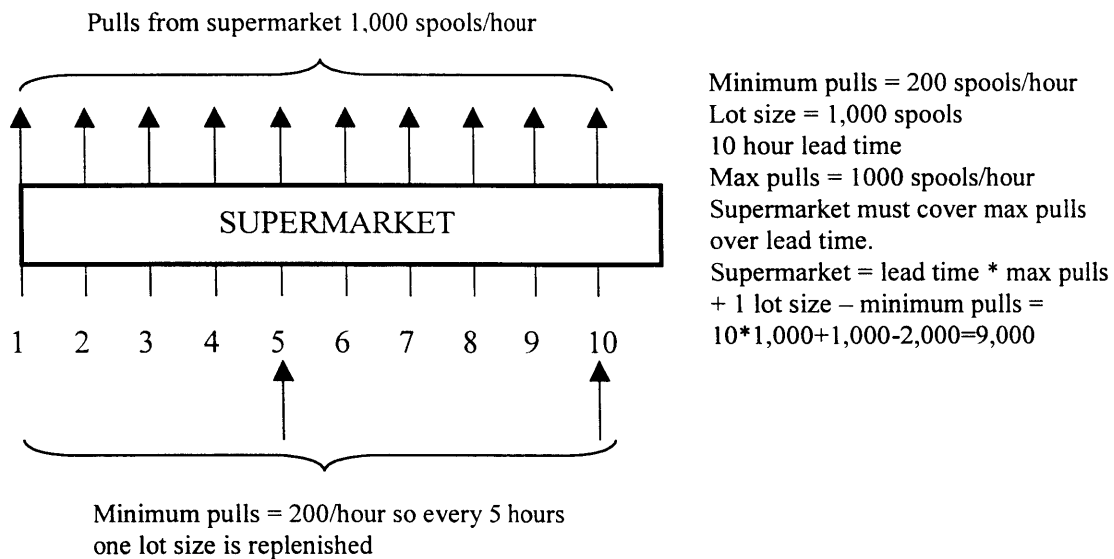 Pulls from supermarket 1,000 spools/hour
Minimum pulls = 200 spools/hour
Lot size = 1,000 spools
10 hour lead time
Max pulls = 1000 spools/hour
Supermarket must cover max pulls
over lead time.
Supermarket = lead time * max pulls
+ 1 lot size – minimum pulls =
10*1,000+1,000-2,000=9,000
SUPERMARKET
1 2 3 4 5 6 7 8 9 10
Minimum pulls = 200/hour so every 5 hours
one lot size is replenished